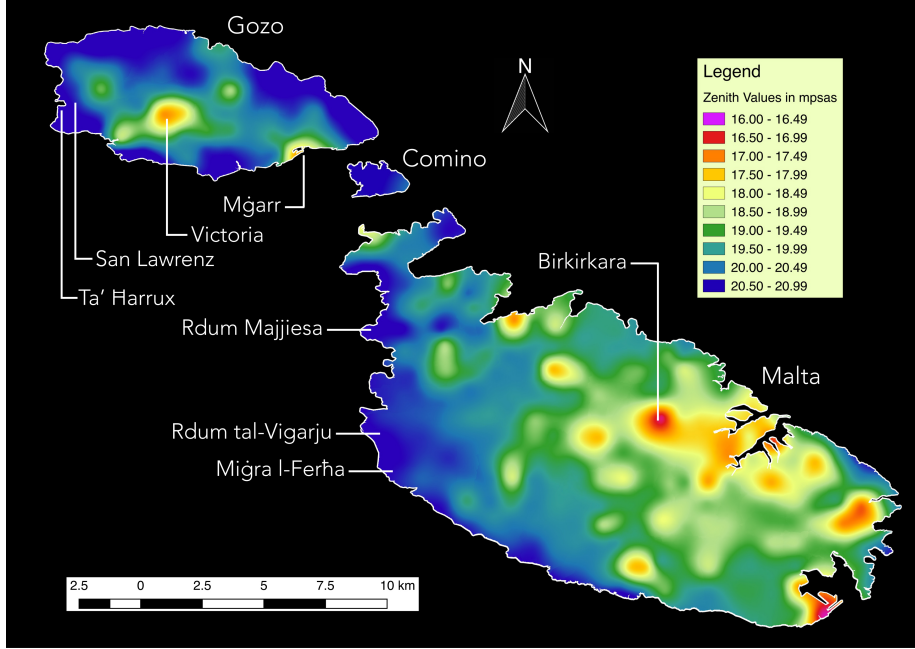 Gozo
N
Legend
Zenith Values in mpsas
16.00 - 16.49
16.50 - 16.99
17.00 - 17.49
17.50 - 17.99
18.00 - 18.49
18.50 - 18.99
19.00 - 19.49
19.50 - 19.99
20.00 - 20.49
20.50 - 20.99
Comino
Mġarr
Victoria
San Lawrenz
Ta’ Ħarrux
Birkirkara
Rdum Majjiesa
Malta
Rdum tal-Vigarju
Miġra l-Ferħa
2.5 0 2.5 5 7.5 10 km